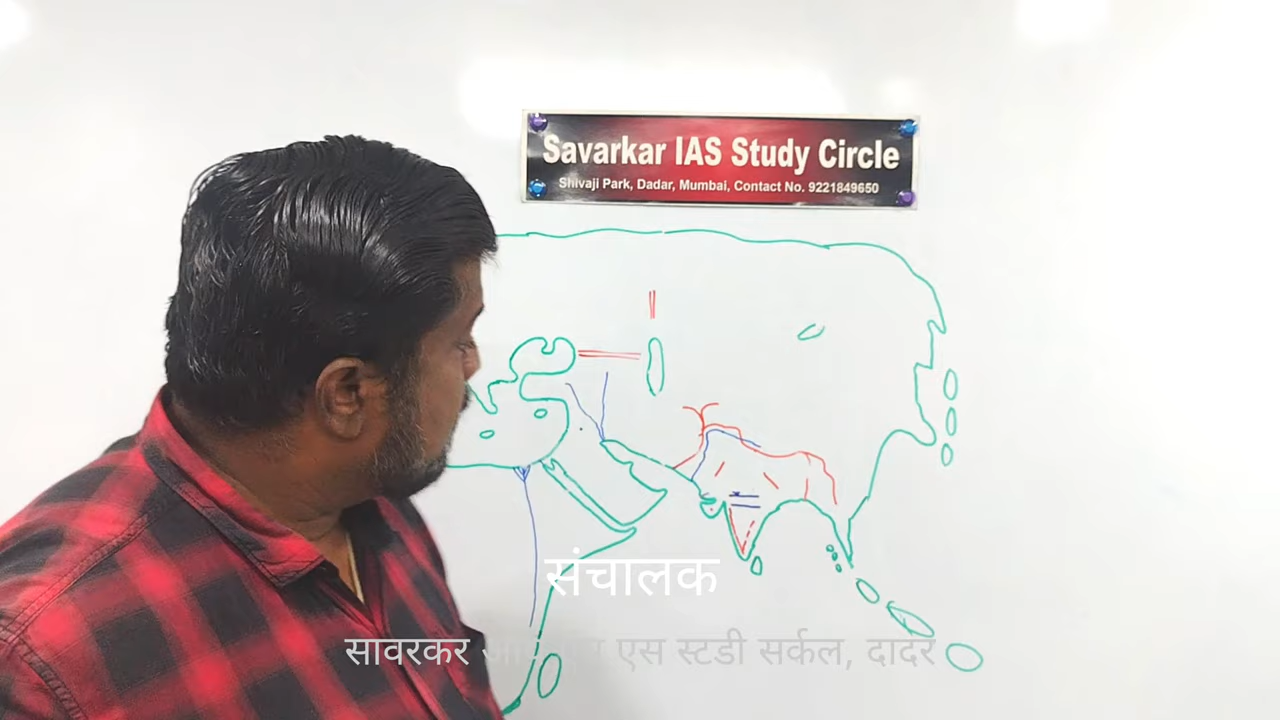 Savarkar IAS Study Circle
Shivaji Park, Dadar, Mumbai, Contact No. 9221849650
संचालक
सावरकर एस स्टडी सर्कल, दादर